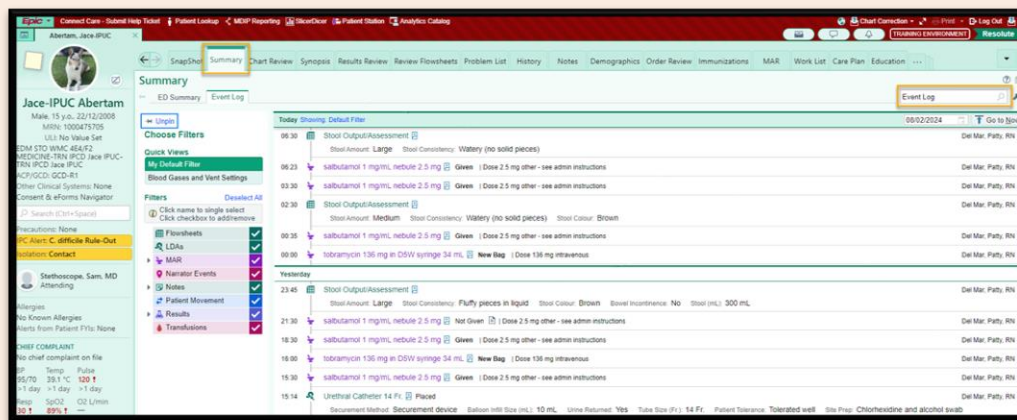 Epic Connect Care - Submit Help Ticket Patient Lookup MDIP Reporting SlicerDicer Patient Station Analytics Catalog Chart Correction Print Log Out
Abertam, Jace-IPUC TRAINING ENVIRONMENT Resolute
SnapShot Summary Chart Review Synopsis Results Review Review Flowsheets Problem List History Notes Demographics Order Review Immunizations MAR Work List Care Plan Education ...
Summary
ED Summary Event Log Event Log
Jace-IPUC Abertam
Male, 15 y.o., 22/12/2008
MRN: 1000475705
ULI: No Value Set
EDM STO WMC 4E4/F2
MEDICINE-TRN IPCD Jace IPUC-
TRN IPCD Jace IPUC
ACP/GCD: GCD-R1
Other Clinical Systems: None
Consent & eForms Navigator
Search (Ctrl+Space)
Precautions: None
IPC Alert: C. difficile Rule-Out
Isolation: Contact
Stethoscope, Sam, MD
Attending
Allergies
No Known Allergies
Alerts from Patient FYIs: None
CHIEF COMPLAINT
No chief complaint on file
BP Temp Pulse
95/70 39.1 °C 120 !
>1 day >1 day >1 day
Resp SpO2 O2 L/min
30 ! 89% ! —
Unpin
Choose Filters
Quick Views
My Default Filter
Blood Gases and Vent Settings
Filters Deselect All
Click name to single select
Click checkbox to add/remove
Flowsheets
LDAs
MAR
Narrator Events
Notes
Patient Movement
Results
Transfusions
Today Showing: Default Filter 08/02/2024 Go to Now
06:30 Stool Output/Assessment Del Mar, Patty, RN
Stool Amount: Large Stool Consistency: Watery (no solid pieces)
06:23 salbutamol 1 mg/mL nebule 2.5 mg Given | Dose 2.5 mg other - see admin instructions Del Mar, Patty, RN
03:30 salbutamol 1 mg/mL nebule 2.5 mg Given | Dose 2.5 mg other - see admin instructions Del Mar, Patty, RN
02:30 Stool Output/Assessment Del Mar, Patty, RN
Stool Amount: Medium Stool Consistency: Watery (no solid pieces) Stool Colour: Brown
00:35 salbutamol 1 mg/mL nebule 2.5 mg Given | Dose 2.5 mg other - see admin instructions Del Mar, Patty, RN
00:00 tobramycin 136 mg in D5W syringe 34 mL New Bag | Dose 136 mg intravenous Del Mar, Patty, RN
Yesterday
23:45 Stool Output/Assessment Del Mar, Patty, RN
Stool Amount: Large Stool Consistency: Fluffy pieces in liquid Stool Colour: Brown Bowel Incontinence: No Stool (mL): 300 mL
21:30 salbutamol 1 mg/mL nebule 2.5 mg Not Given | Dose 2.5 mg other - see admin instructions Del Mar, Patty, RN
18:30 salbutamol 1 mg/mL nebule 2.5 mg Given | Dose 2.5 mg other - see admin instructions Del Mar, Patty, RN
16:00 tobramycin 136 mg in D5W syringe 34 mL New Bag | Dose 136 mg intravenous Del Mar, Patty, RN
15:30 salbutamol 1 mg/mL nebule 2.5 mg Given | Dose 2.5 mg other - see admin instructions Del Mar, Patty, RN
15:14 Urethral Catheter 14 Fr. Placed Del Mar, Patty, RN
Securement Method: Securement device Balloon Infill Size (mL): 10 mL Urine Returned: Yes Tube Size (Fr.): 14 Fr. Patient Tolerance: Tolerated well Site Prep: Chlorhexidine and alcohol swab